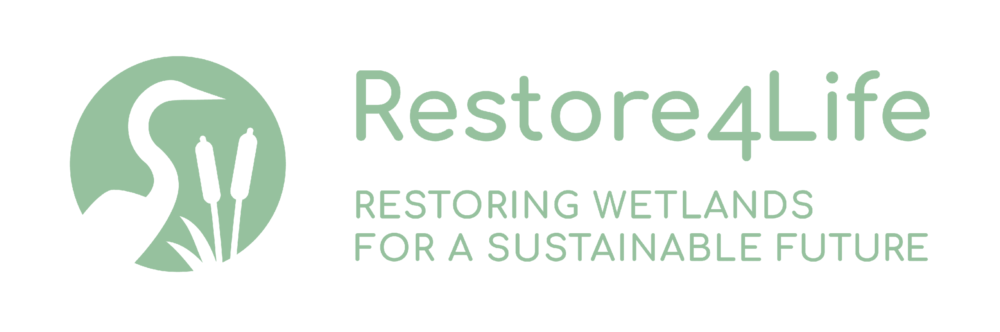 Restore4Life
RESTORING WETLANDS
FOR A SUSTAINABLE FUTURE